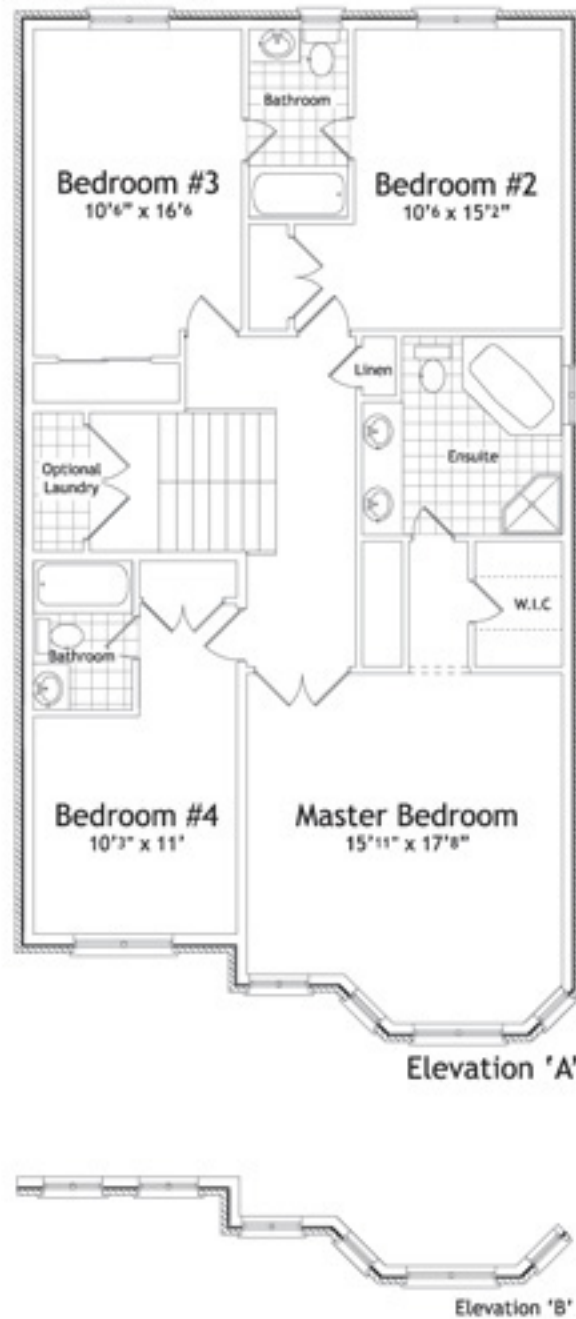 Bathroom
Bedroom #3
10'6" x 16'6
Bedroom #2
10'6 x 15'2"
Linen
Ensuite
Optional
Laundry
W.I.C
Bathroom
Bedroom #4
10'3" x 11'
Master Bedroom
15'11" x 17'8"
Elevation 'A'
Elevation 'B'